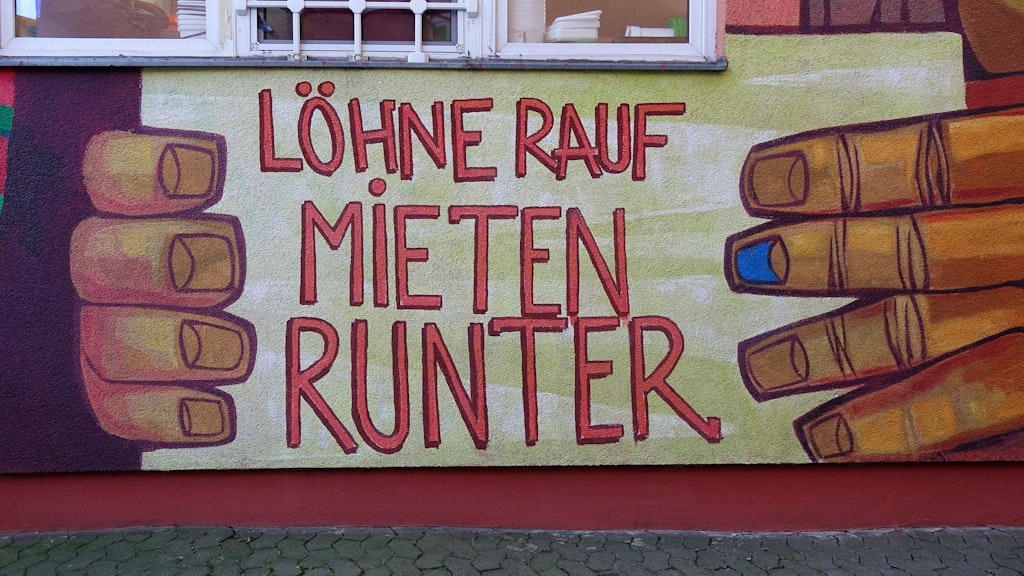 LÖHNE RAUF
MIETEN
RUNTER